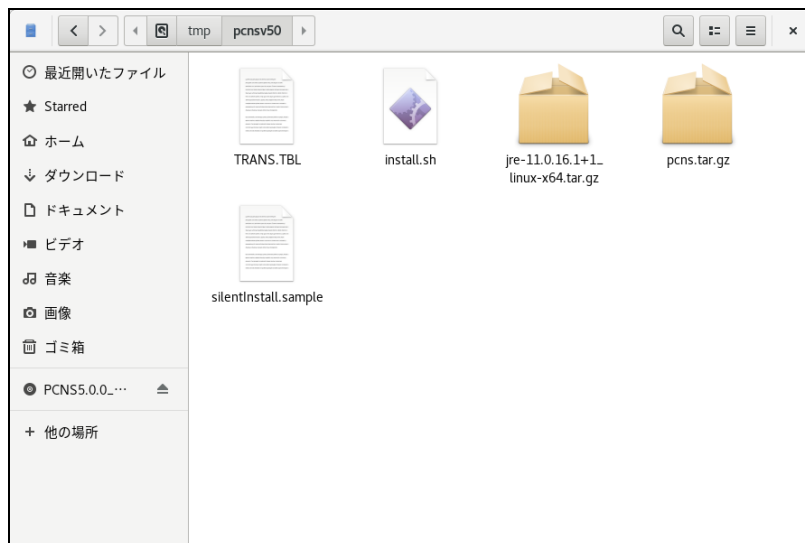 tmp
pcnsv50
最近開いたファイル
Starred
ホーム
ダウンロード
ドキュメント
ビデオ
音楽
画像
ゴミ箱
PCNS5.0.0_…
他の場所
TRANS.TBL
install.sh
jre-11.0.16.1+1_
linux-x64.tar.gz
pcns.tar.gz
silentInstall.sample